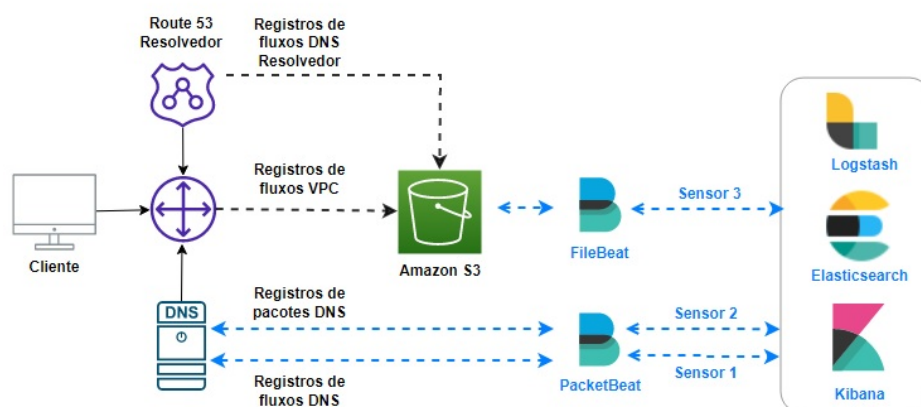 Route 53
Resolvedor
Registros de
fluxos DNS
Resolvedor
Registros de
fluxos VPC
Cliente
Amazon S3
FileBeat
Sensor 3
Logstash
Elasticsearch
DNS
Registros de
pacotes DNS
Registros de
fluxos DNS
PacketBeat
Sensor 2
Sensor 1
Kibana